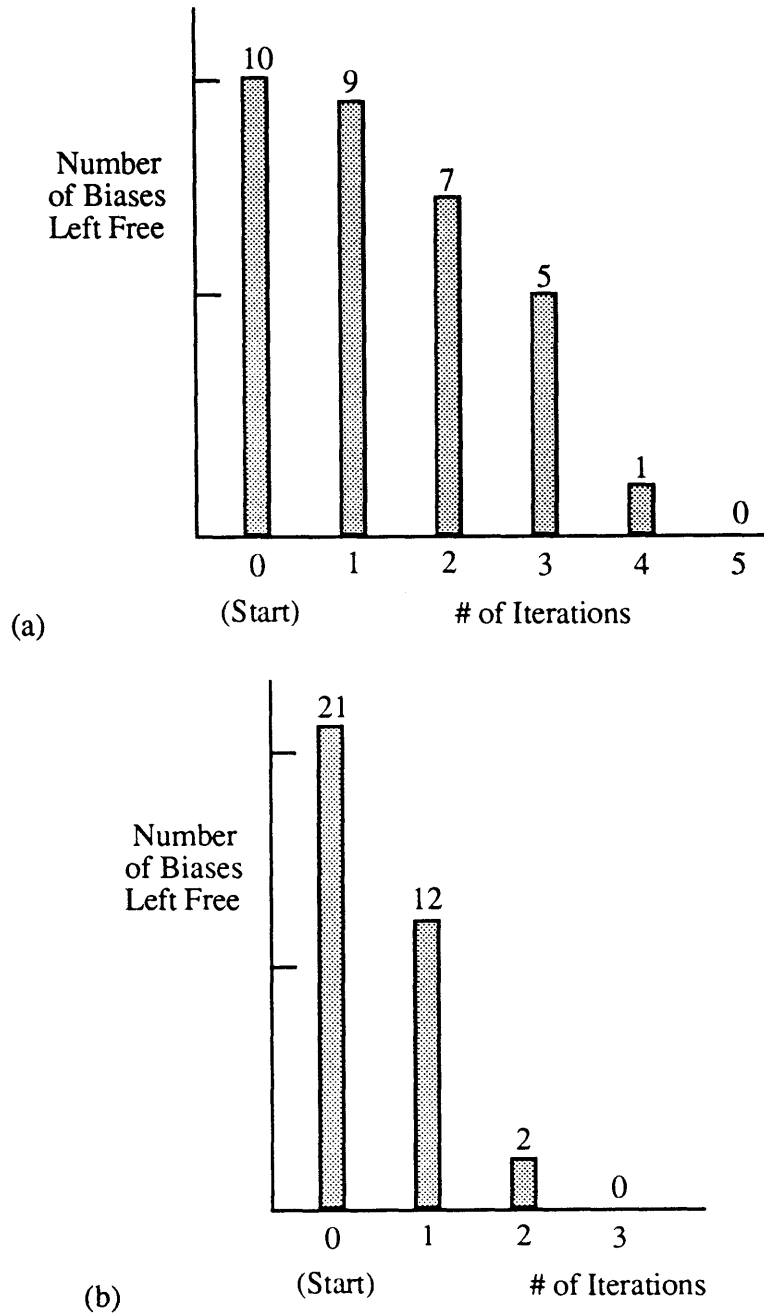 10
9
7
5
1
0
Number
of Biases
Left Free
0 1 2 3 4 5
(Start) # of Iterations
(a)
21
12
2
0
Number
of Biases
Left Free
0 1 2 3
(Start) # of Iterations
(b)